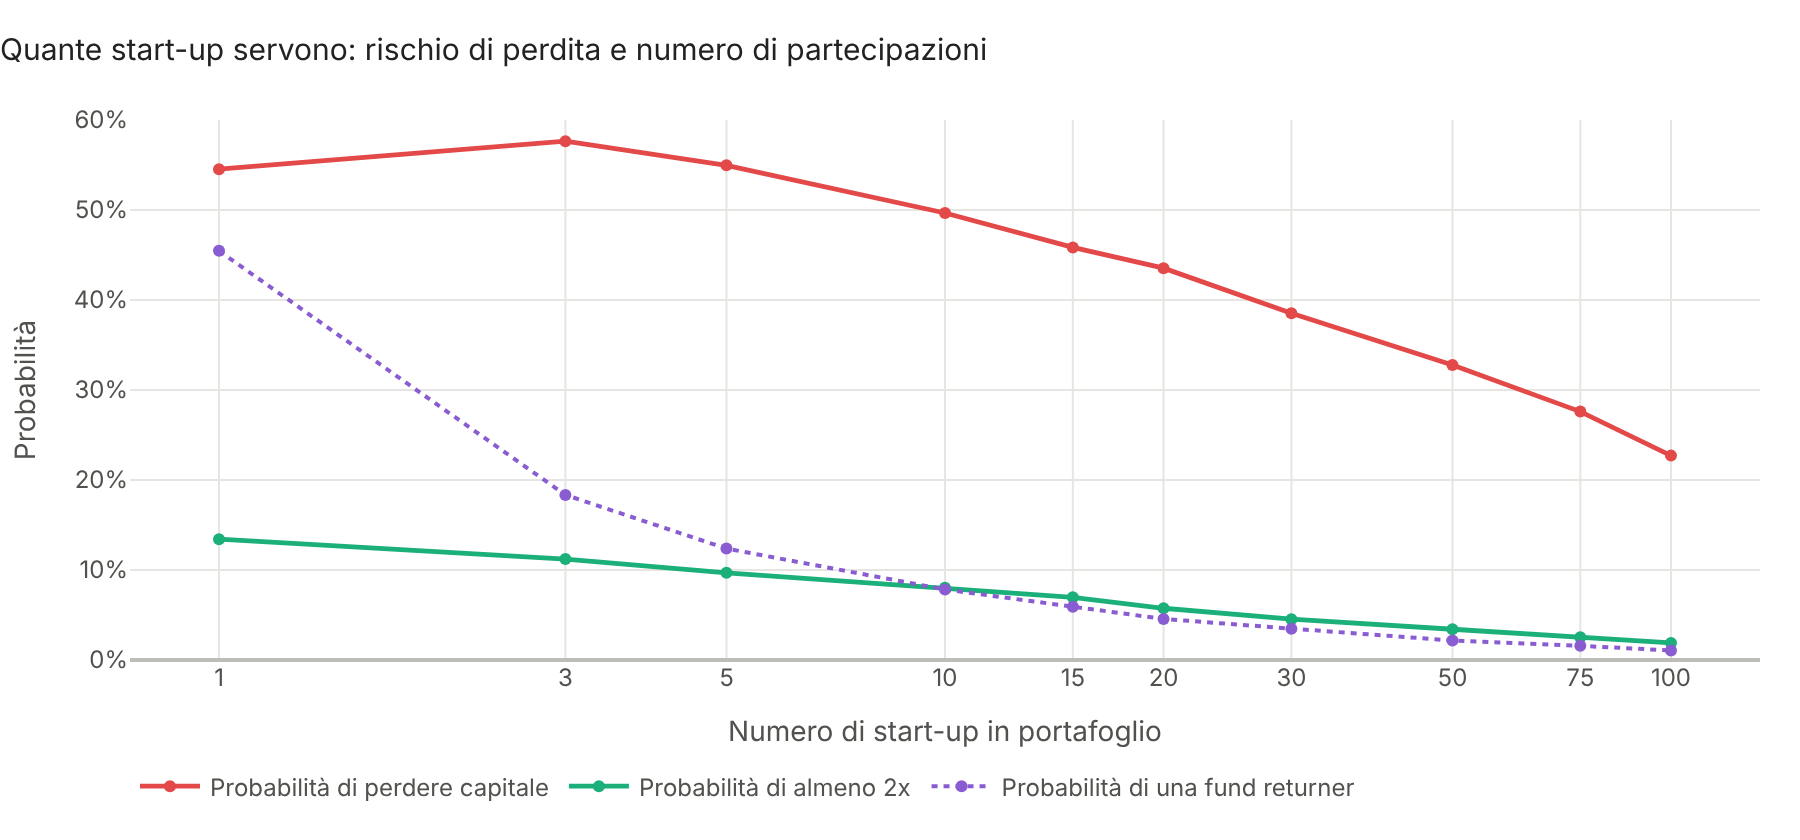 Quante start-up servono: rischio di perdita e numero di partecipazioni
60%
50%
40%
30%
20%
10%
0%
Probabilità
1 3 5 10 15 20 30 50 75 100
Numero di start-up in portafoglio
Probabilità di perdere capitale Probabilità di almeno 2x Probabilità di una fund returner